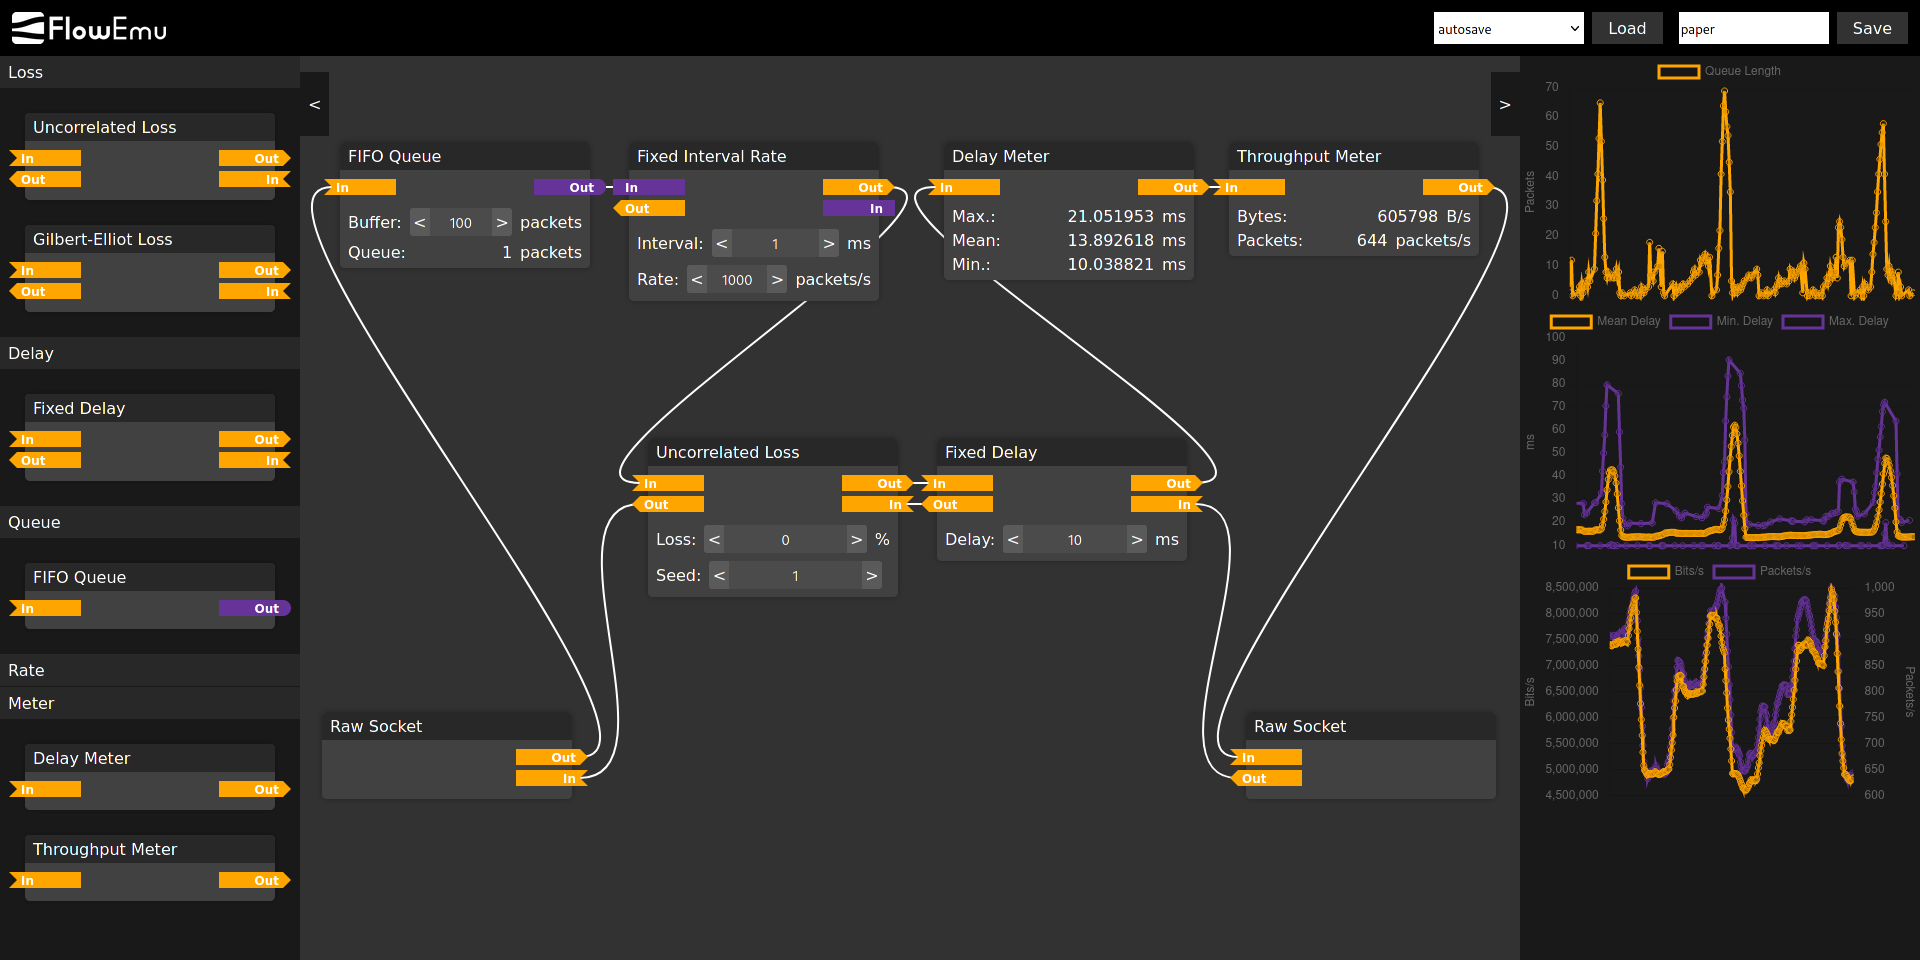 FlowEmu
autosave
Load
paper
Save
Loss
Uncorrelated Loss
In Out
Out In
Gilbert-Elliot Loss
In Out
Out In
Delay
Fixed Delay
In Out
Out In
Queue
FIFO Queue
In Out
Rate
Meter
Delay Meter
In Out
Throughput Meter
In Out
<
>
FIFO Queue
In Out
Buffer: < 100 > packets
Queue: 1 packets
Fixed Interval Rate
In Out
Out In
Interval: < 1 > ms
Rate: < 1000 > packets/s
Delay Meter
In Out
Max.: 21.051953 ms
Mean: 13.892618 ms
Min.: 10.038821 ms
Throughput Meter
In Out
Bytes: 605798 B/s
Packets: 644 packets/s
Uncorrelated Loss
In Out
Out In
Loss: < 0 > %
Seed: < 1 >
Fixed Delay
In Out
Out In
Delay: < 10 > ms
Raw Socket
Out
In
Raw Socket
In
Out
Queue Length
Packets
70
60
50
40
30
20
10
0
Mean Delay Min. Delay Max. Delay
ms
100
90
80
70
60
50
40
30
20
10
Bits/s Packets/s
Bits/s
8,500,000 1,000
8,000,000 950
7,500,000 900
7,000,000 850
6,500,000 800
6,000,000 750
5,500,000 700
5,000,000 650
4,500,000 600
Packets/s